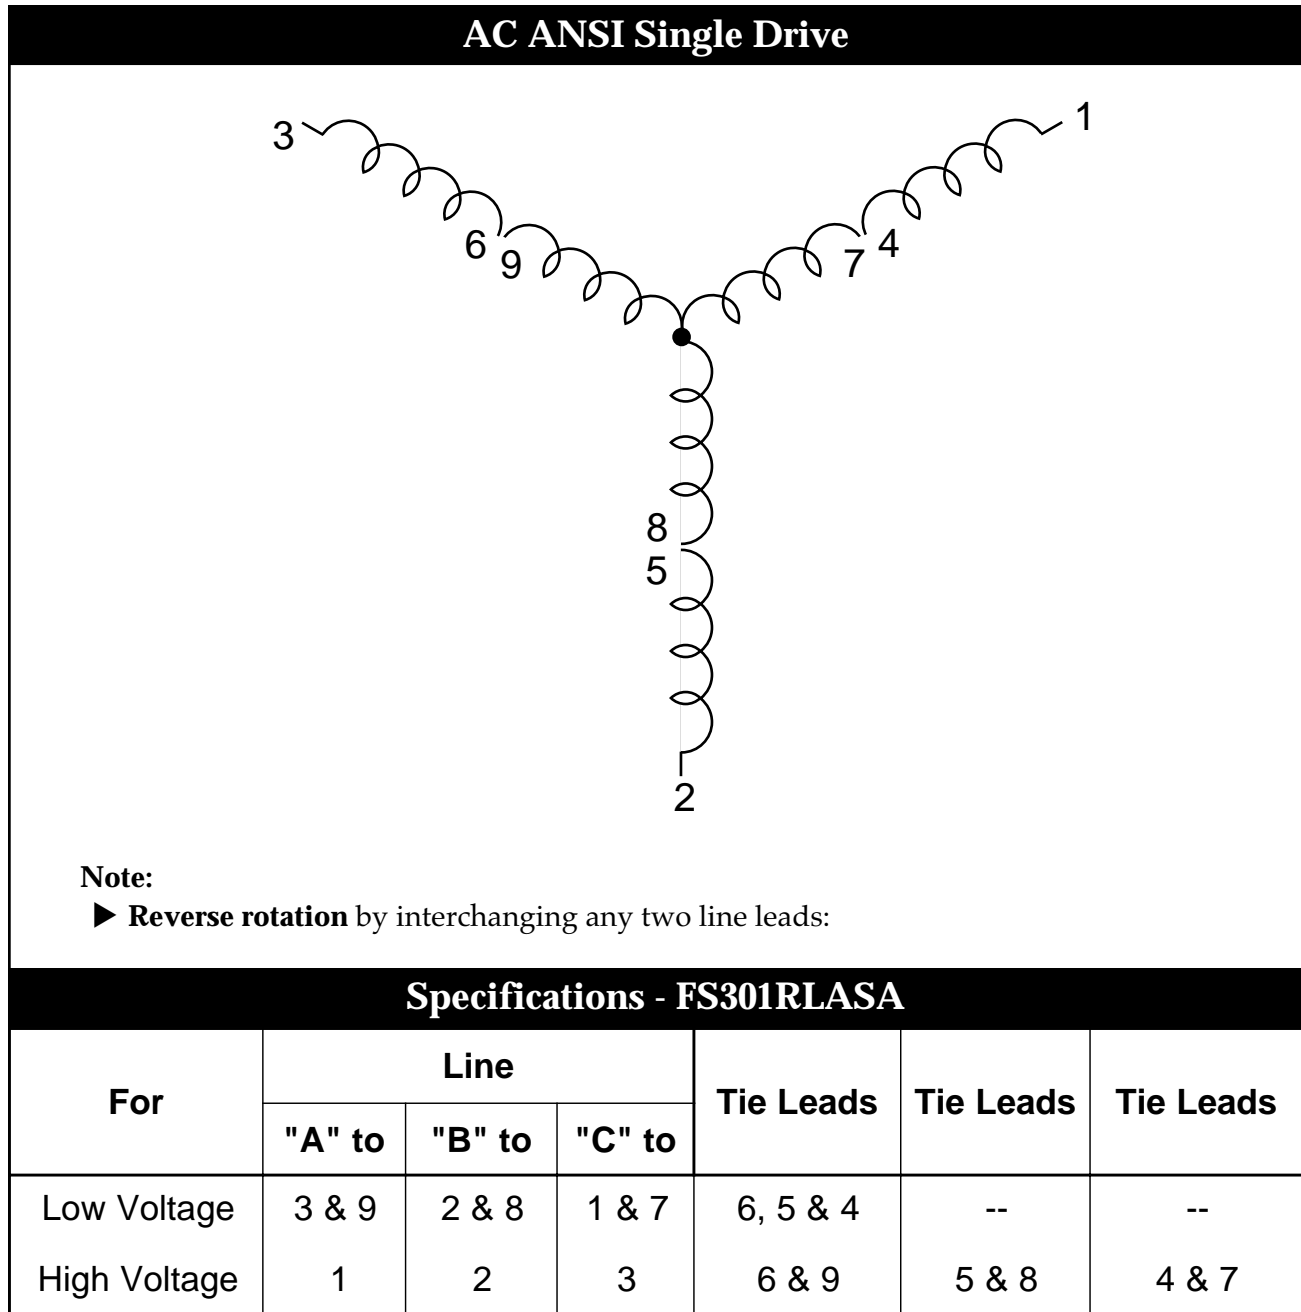 AC ANSI Single Drive
3
1
6
9
7
4
8
5
2
Note:
▶ Reverse rotation by interchanging any two line leads:
Specifications - FS301RLASA
For
Line
Tie Leads
Tie Leads
Tie Leads
"A" to
"B" to
"C" to
Low Voltage 3 & 9 2 & 8 1 & 7 6, 5 & 4 -- --
High Voltage 1 2 3 6 & 9 5 & 8 4 & 7